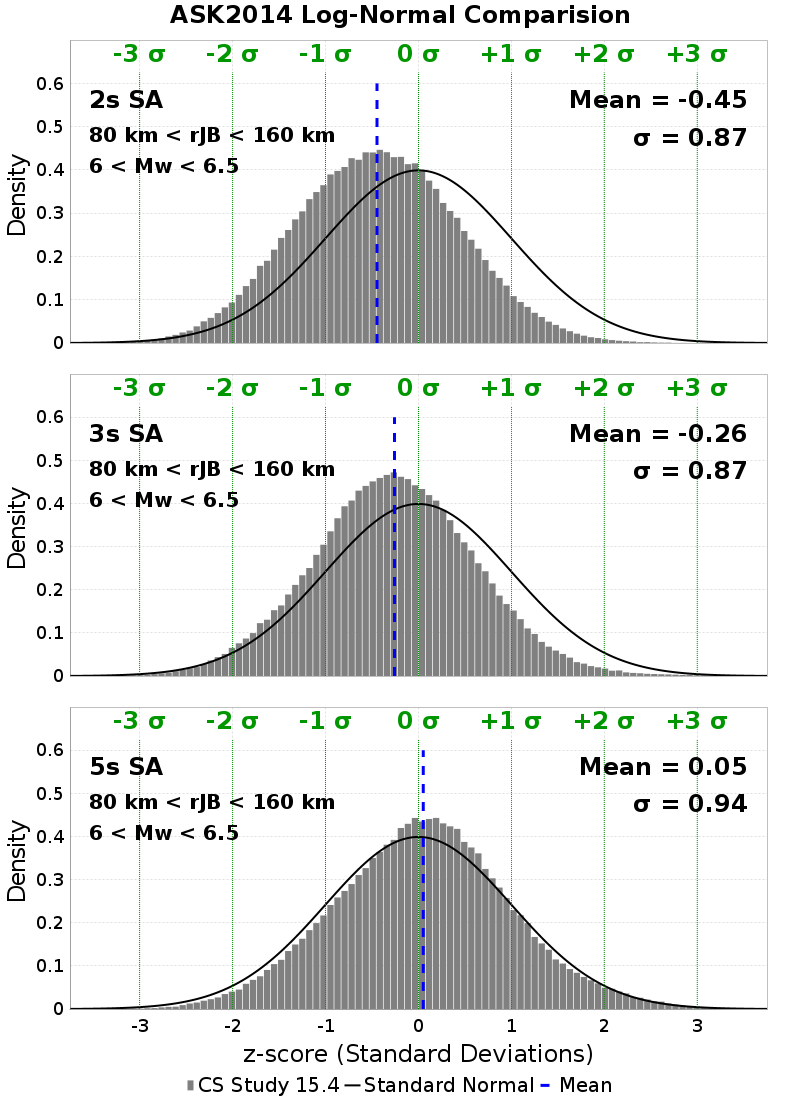 ASK2014 Log-Normal Comparision
-3 σ -2 σ -1 σ 0 σ +1 σ +2 σ +3 σ
0.6
2s SA Mean = -0.45
0.5
80 km < rJB < 160 km σ = 0.87
0.4
6 < Mw < 6.5
Density
0.3
0.2
0.1
0
-3 σ -2 σ -1 σ 0 σ +1 σ +2 σ +3 σ
0.6
3s SA Mean = -0.26
0.5
80 km < rJB < 160 km σ = 0.87
0.4
6 < Mw < 6.5
Density
0.3
0.2
0.1
0
-3 σ -2 σ -1 σ 0 σ +1 σ +2 σ +3 σ
0.6
5s SA Mean = 0.05
0.5
80 km < rJB < 160 km σ = 0.94
0.4
6 < Mw < 6.5
Density
0.3
0.2
0.1
0
-3 -2 -1 0 1 2 3
z-score (Standard Deviations)
CS Study 15.4 Standard Normal Mean